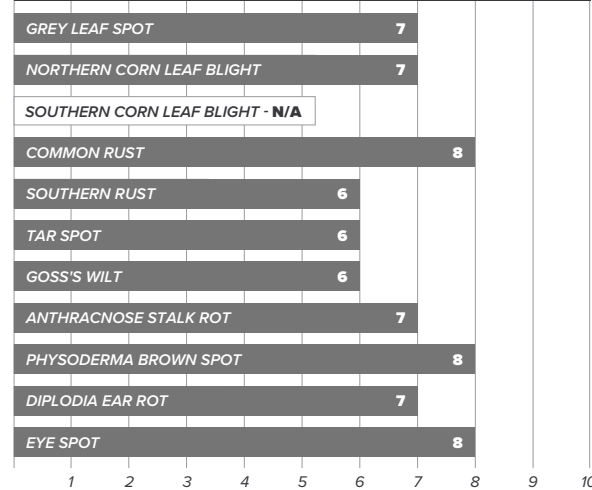 GREY LEAF SPOT 7
NORTHERN CORN LEAF BLIGHT 7
SOUTHERN CORN LEAF BLIGHT - N/A
COMMON RUST 8
SOUTHERN RUST 6
TAR SPOT 6
GOSS'S WILT 6
ANTHRACNOSE STALK ROT 7
PHYSODERMA BROWN SPOT 8
DIPLODIA EAR ROT 7
EYE SPOT 8
1 2 3 4 5 6 7 8 9 10